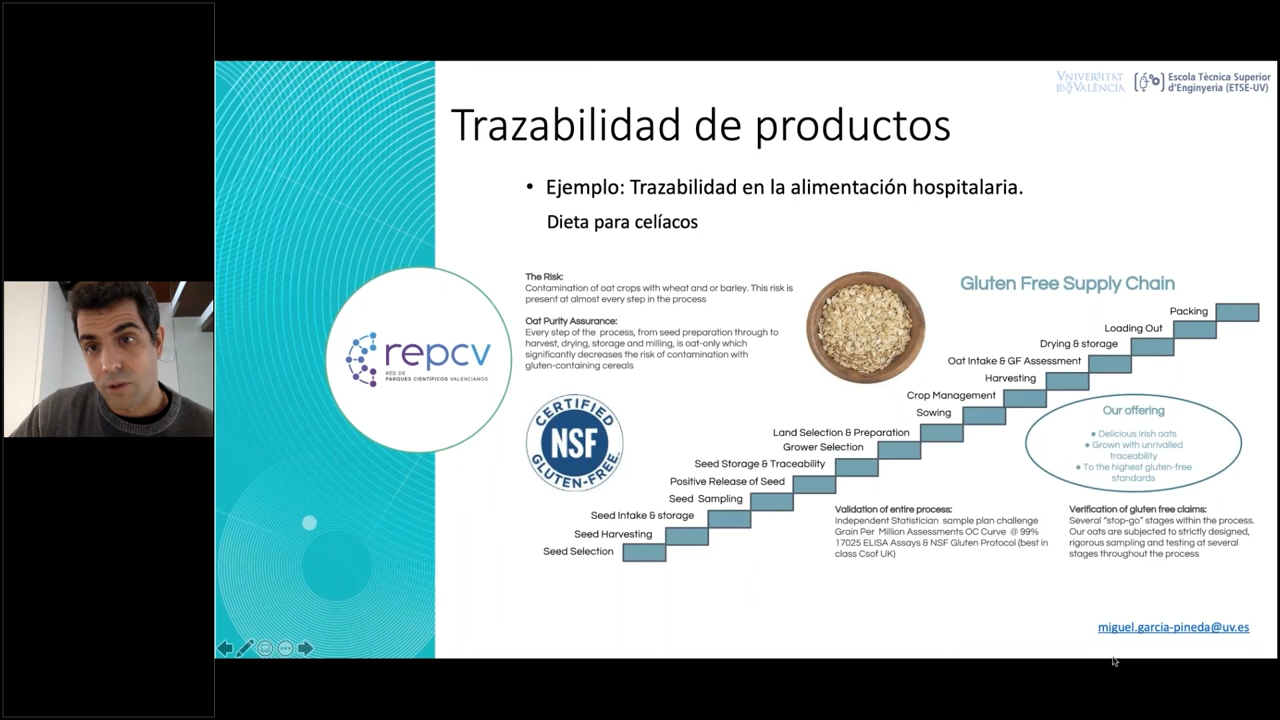 VNIVERSITAT
ID VALÈNCIA
Escola Tècnica Superior
d'Enginyeria (ETSE-UV)
Trazabilidad de productos
• Ejemplo: Trazabilidad en la alimentación hospitalaria.
Dieta para celíacos
The Risk:
Contamination of oat crops with wheat and or barley. This risk is
present at almost every step in the process
Oat Purity Assurance:
Every step of the process, from seed preparation through to
harvest, drying, storage and milling, is oat-only which
significantly decreases the risk of contamination with
gluten-containing cereals
repcv
RED DE
PARQUES CIENTÍFICOS VALENCIANOS
CERTIFIED
NSF
GLUTEN-FREE
Gluten Free Supply Chain
Packing
Loading Out
Drying & storage
Oat Intake & GF Assessment
Harvesting
Crop Management
Sowing
Land Selection & Preparation
Grower Selection
Seed Storage & Traceability
Positive Release of Seed
Seed Sampling
Seed Intake & storage
Seed Harvesting
Seed Selection
Our offering
● Delicious Irish oats
● Grown with unrivalled
traceability
● To the highest gluten-free
standards
Validation of entire process:
Independent Statistician sample plan challenge
Grain Per Million Assessments OC Curve @ 99%
17025 ELISA Assays & NSF Gluten Protocol (best in
class Csof UK)
Verification of gluten free claims:
Several "stop-go" stages within the process.
Our oats are subjected to strictly designed,
rigorous sampling and testing at several
stages throughout the process
miguel.garcia-pineda@uv.es